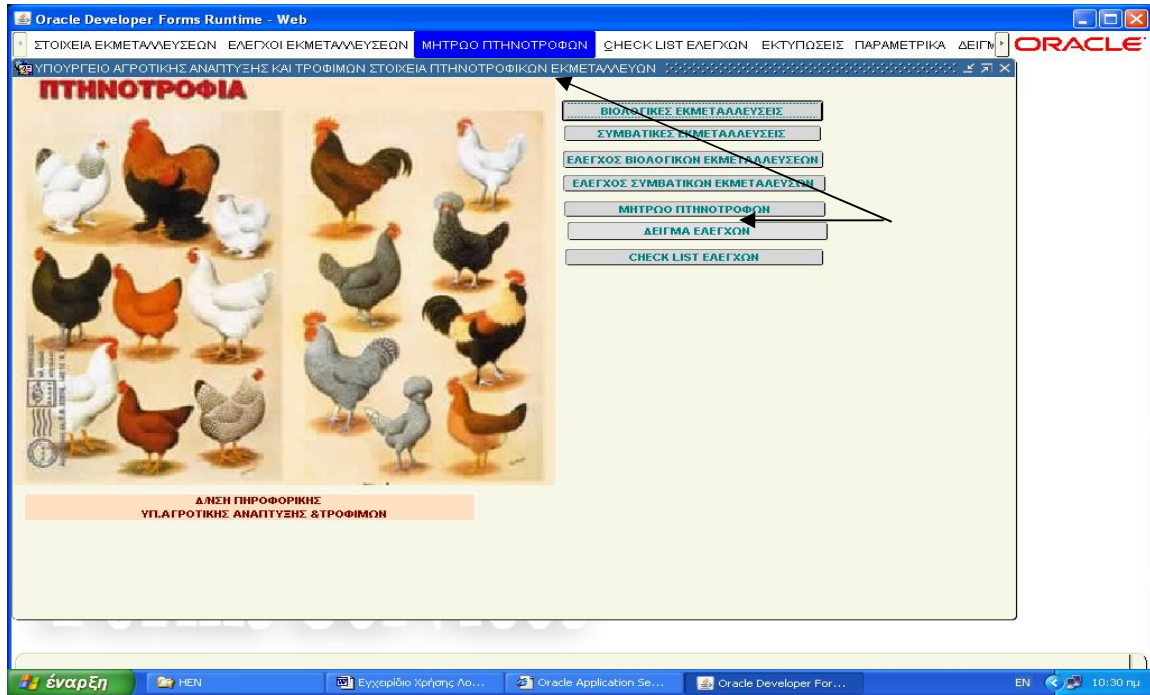 Oracle Developer Forms Runtime - Web
ΣΤΟΙΧΕΙΑ ΕΚΜΕΤΑΛΛΕΥΣΕΩΝ ΕΛΕΓΧΟΙ ΕΚΜΕΤΑΛΛΕΥΣΕΩΝ ΜΗΤΡΩΟ ΠΤΗΝΟΤΡΟΦΩΝ CHECK LIST ΕΛΕΓΧΩΝ ΕΚΤΥΠΩΣΕΙΣ ΠΑΡΑΜΕΤΡΙΚΑ ΔΕΙΓΜ ORACLE
ΥΠΟΥΡΓΕΙΟ ΑΓΡΟΤΙΚΗΣ ΑΝΑΠΤΥΞΗΣ ΚΑΙ ΤΡΟΦΙΜΩΝ ΣΤΟΙΧΕΙΑ ΠΤΗΝΟΤΡΟΦΙΚΩΝ ΕΚΜΕΤΑΛΛΕΥΩΝ
ΠΤΗΝΟΤΡΟΦΙΑ
ΒΙΟΛΟΓΙΚΕΣ ΕΚΜΕΤΑΛΛΕΥΣΕΙΣ
ΣΥΜΒΑΤΙΚΕΣ ΕΚΜΕΤΑΛΛΕΥΣΕΙΣ
ΕΛΕΓΧΟΣ ΒΙΟΛΟΓΙΚΩΝ ΕΚΜΕΤΑΛΛΕΥΣΕΩΝ
ΕΛΕΓΧΟΣ ΣΥΜΒΑΤΙΚΩΝ ΕΚΜΕΤΑΛΕΥΣΩΝ
ΜΗΤΡΩΟ ΠΤΗΝΟΤΡΟΦΩΝ
ΔΕΙΓΜΑ ΕΛΕΓΧΩΝ
CHECK LIST ΕΛΕΓΧΩΝ
Δ/ΝΣΗ ΠΗΡΟΦΟΡΙΚΗΣ
ΥΠ.ΑΓΡΟΤΙΚΗΣ ΑΝΑΠΤΥΞΗΣ &ΤΡΟΦΙΜΩΝ
έναρξη HEN Εγχειρίδιο Χρήσης Λο... Oracle Application Se... Oracle Developer For... EN 10:30 πμ